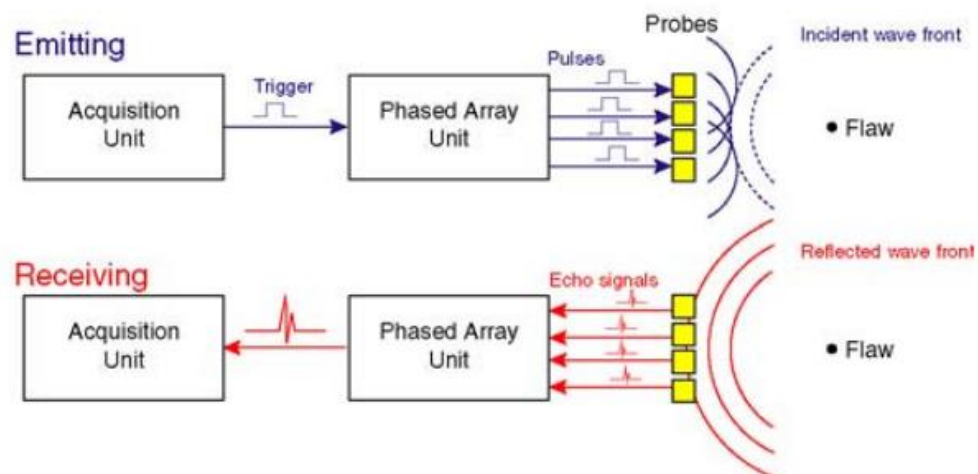 Emitting
Probes
Incident wave front
Acquisition
Unit
Trigger
Phased Array
Unit
Pulses
Flaw
Receiving
Reflected wave front
Echo signals
Acquisition
Unit
Phased Array
Unit
Flaw